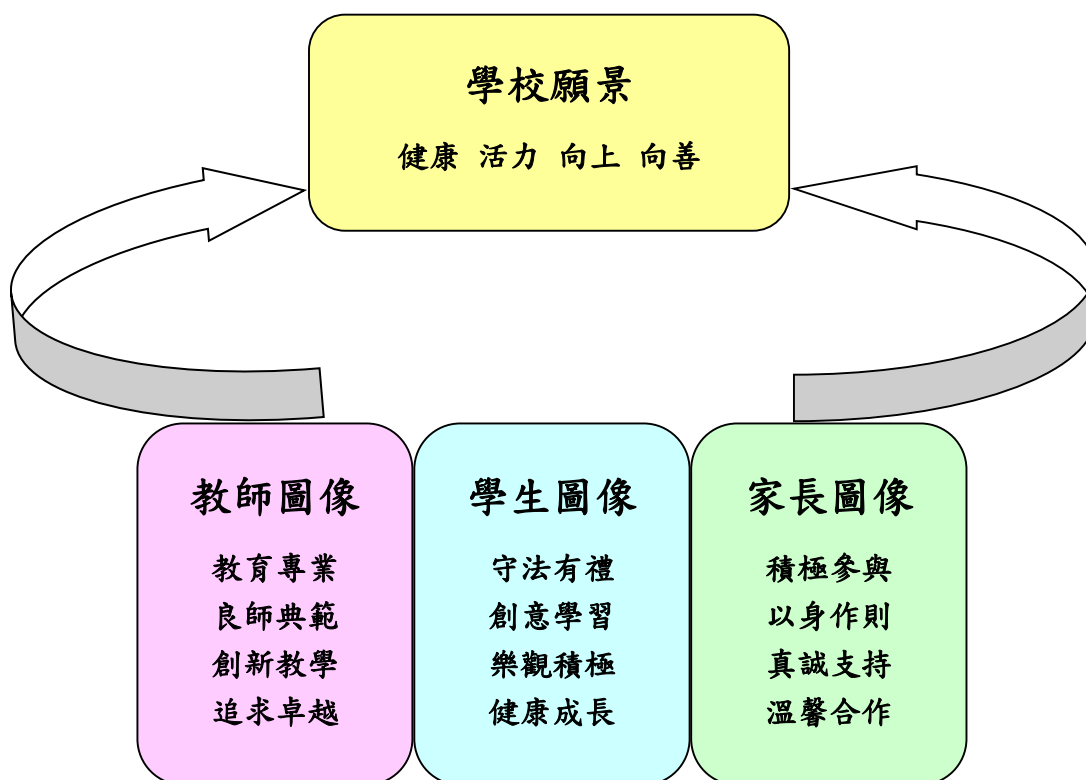 學校願景
健康 活力 向上 向善
教師圖像
教育專業
良師典範
創新教學
追求卓越
學生圖像
守法有禮
創意學習
樂觀積極
健康成長
家長圖像
積極參與
以身作則
真誠支持
溫馨合作